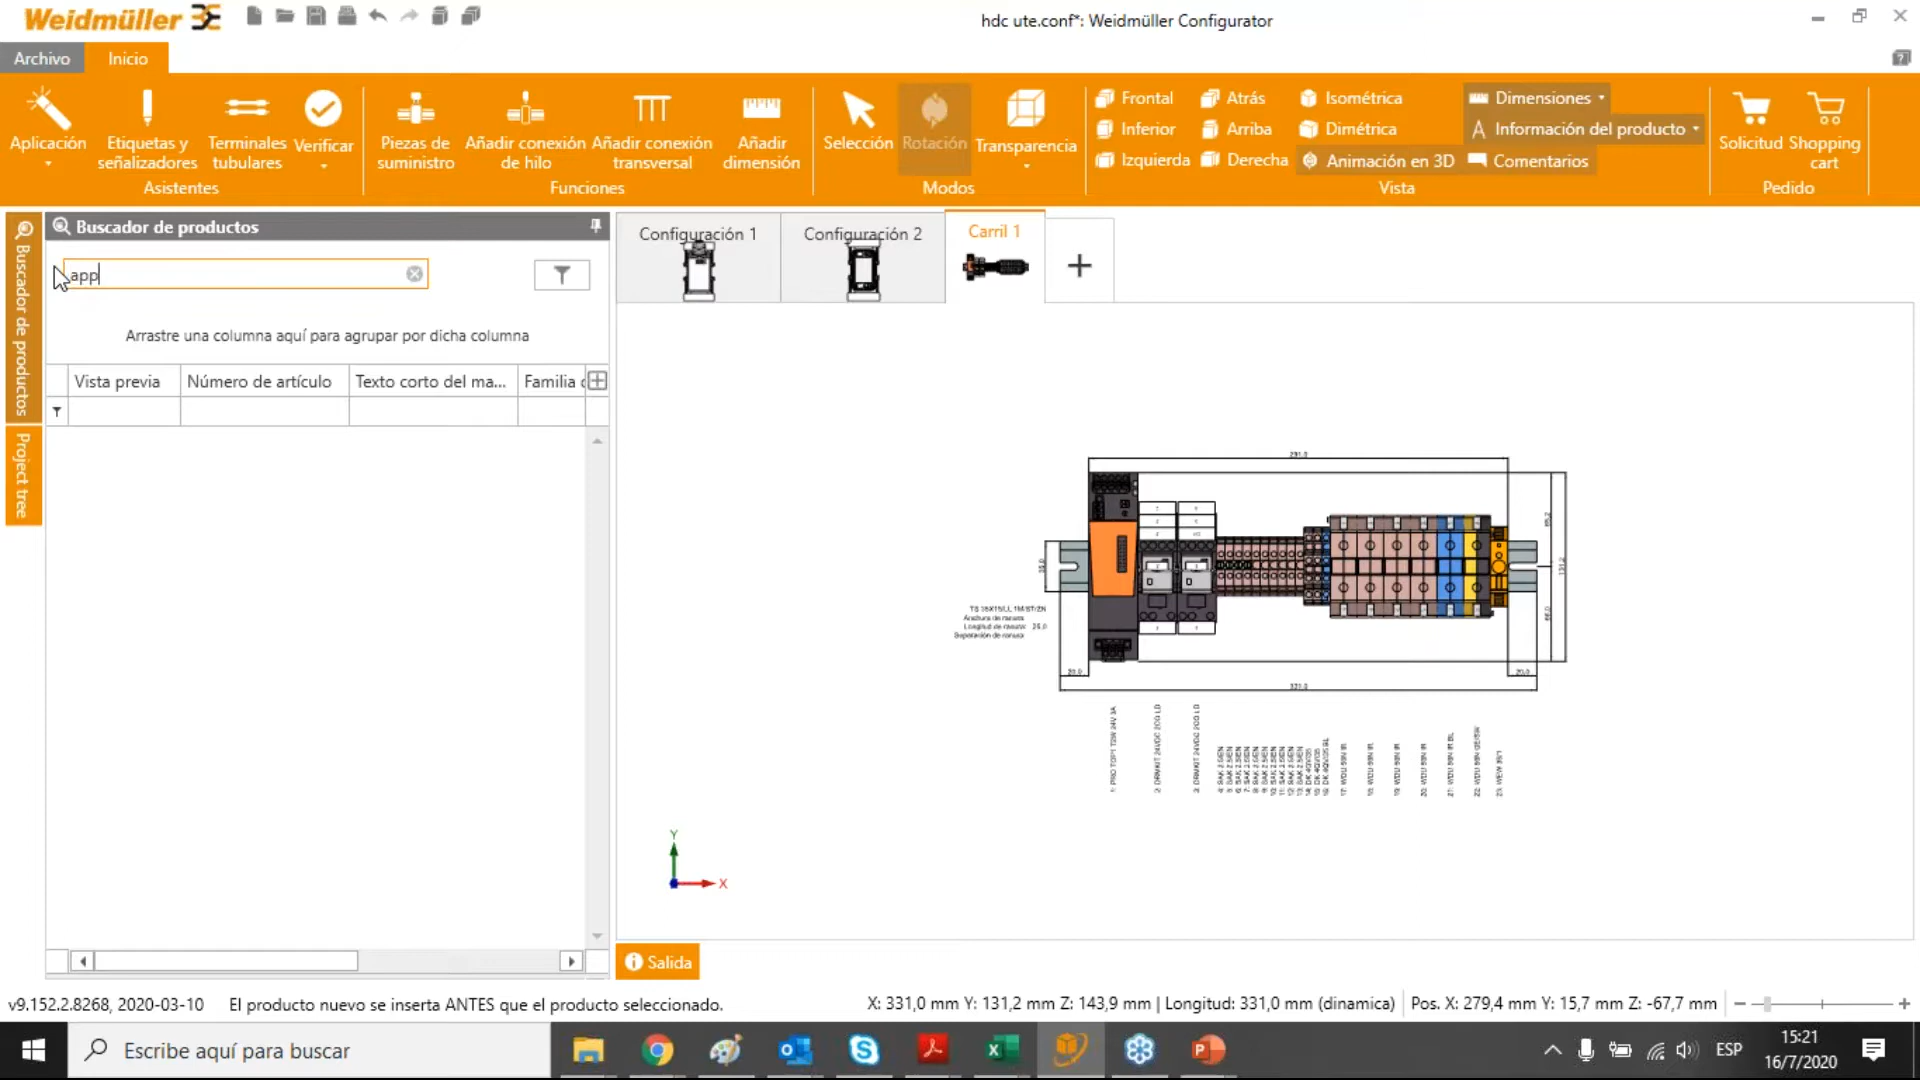 Weidmüller
hdc ute.conf*: Weidmüller Configurator
Archivo
Inicio
Aplicación
Etiquetas y señalizadores
Terminales tubulares
Verificar
Asistentes
Piezas de suministro
Añadir conexión de hilo
Añadir conexión transversal
Añadir dimensión
Funciones
Selección
Rotación
Transparencia
Modos
Frontal
Atrás
Isométrica
Dimensiones
Inferior
Arriba
Dimétrica
Información del producto
Izquierda
Derecha
Animación en 3D
Comentarios
Vista
Solicitud
Shopping cart
Pedido
Buscador de productos
Project tree
Buscador de productos
app
Arrastre una columna aquí para agrupar por dicha columna
Vista previa
Número de artículo
Texto corto del ma...
Familia
Configuración 1
Configuración 2
Carril 1
Y
X
Salida
v9.152.2.8268, 2020-03-10
El producto nuevo se inserta ANTES que el producto seleccionado.
X: 331,0 mm Y: 131,2 mm Z: 143,9 mm | Longitud: 331,0 mm (dinamica)
Pos. X: 279,4 mm Y: 15,7 mm Z: -67,7 mm
Escribe aquí para buscar
ESP
15:21
16/7/2020